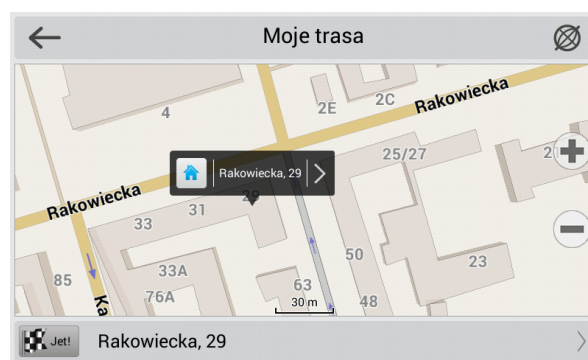 Moje trasa
4
2E
2C
Rakowiecka
25/27
Rakowiecka, 29
29
Rakowiecka
31
33
50
23
85
33A
63
76A
48
30 m
Jet!
Rakowiecka, 29